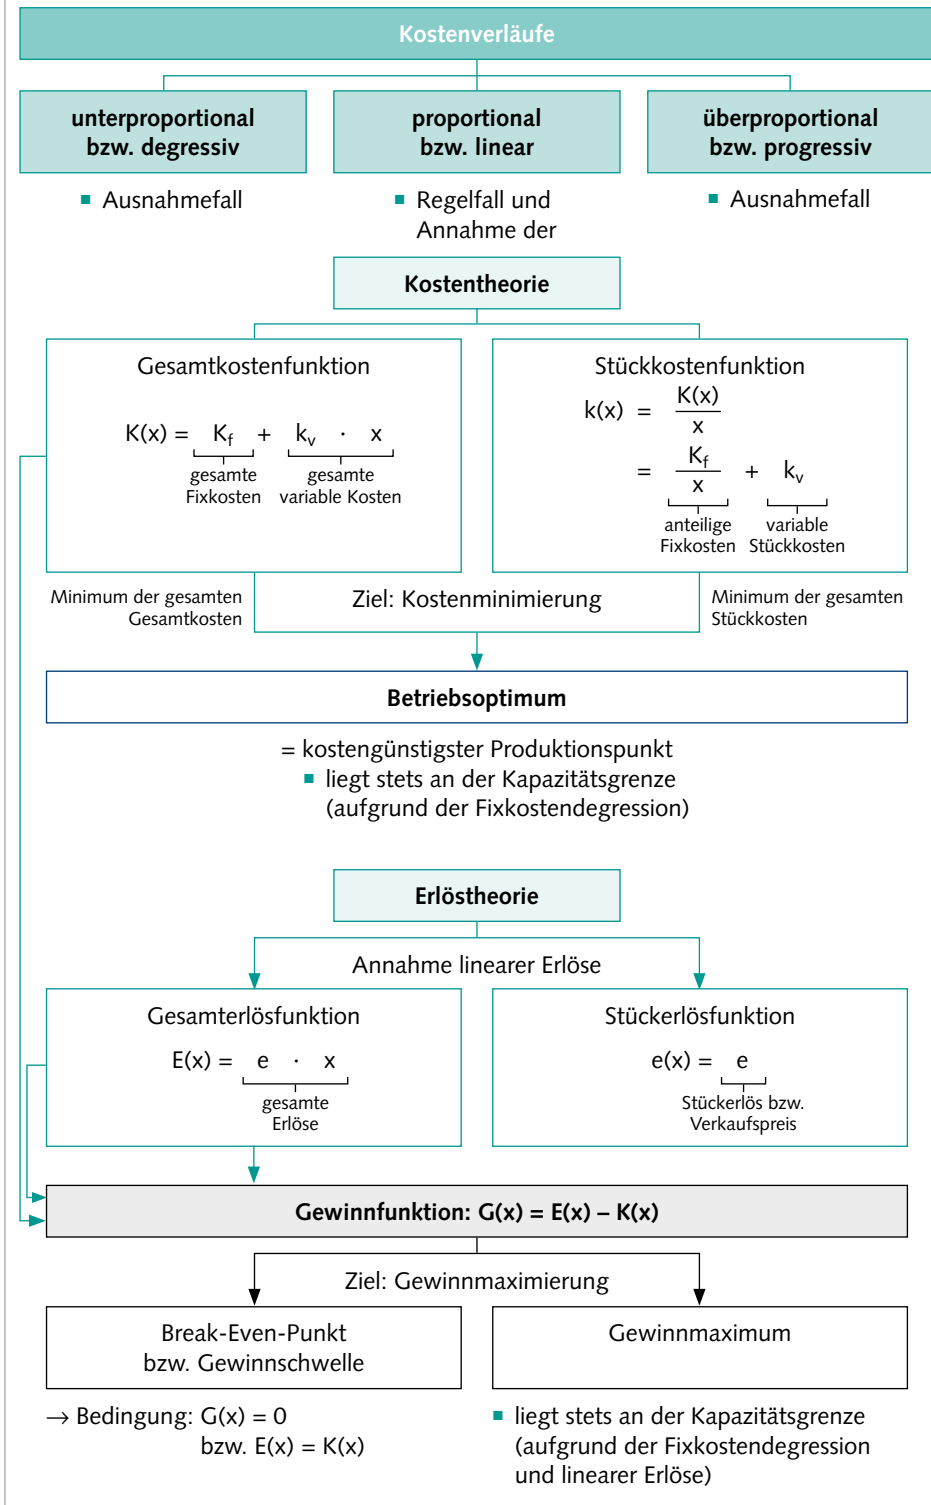 Kostenverläufe
unterproportional
bzw. degressiv
proportional
bzw. linear
überproportional
bzw. progressiv
■ Ausnahmefall
■ Regelfall und
Annahme der
■ Ausnahmefall
Kostentheorie
Gesamtkostenfunktion
K(x) = K_f + k_v · x
gesamte
Fixkosten
gesamte
variable Kosten
Stückkostenfunktion
k(x) = K(x)
x
= K_f
x
+ k_v
anteilige
Fixkosten
variable
Stückkosten
Minimum der gesamten
Gesamtkosten
Ziel: Kostenminimierung
Minimum der gesamten
Stückkosten
Betriebsoptimum
= kostengünstigster Produktionspunkt
■ liegt stets an der Kapazitätsgrenze
(aufgrund der Fixkostendegression)
Erlöstheorie
Annahme linearer Erlöse
Gesamterlösfunktion
E(x) = e · x
gesamte
Erlöse
Stückerlösfunktion
e(x) = e
Stückerlös bzw.
Verkaufspreis
Gewinnfunktion: G(x) = E(x) – K(x)
Ziel: Gewinnmaximierung
Break-Even-Punkt
bzw. Gewinnschwelle
Gewinnmaximum
→ Bedingung: G(x) = 0
bzw. E(x) = K(x)
■ liegt stets an der Kapazitätsgrenze
(aufgrund der Fixkostendegression
und linearer Erlöse)